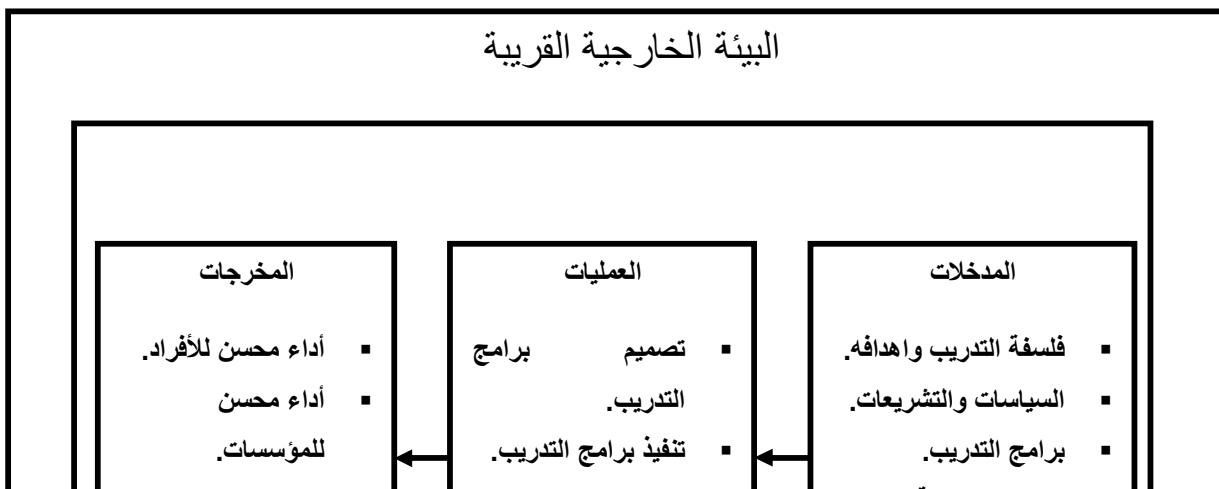 البيئة الخارجية القريبة
المدخلات
▪ فلسفة التدريب واهدافه.
▪ السياسات والتشريعات.
▪ برامج التدريب.
العمليات
▪ تصميم برامج
التدريب.
▪ تنفيذ برامج التدريب.
المخرجات
▪ أداء محسن للأفراد.
▪ أداء محسن
للمؤسسات.